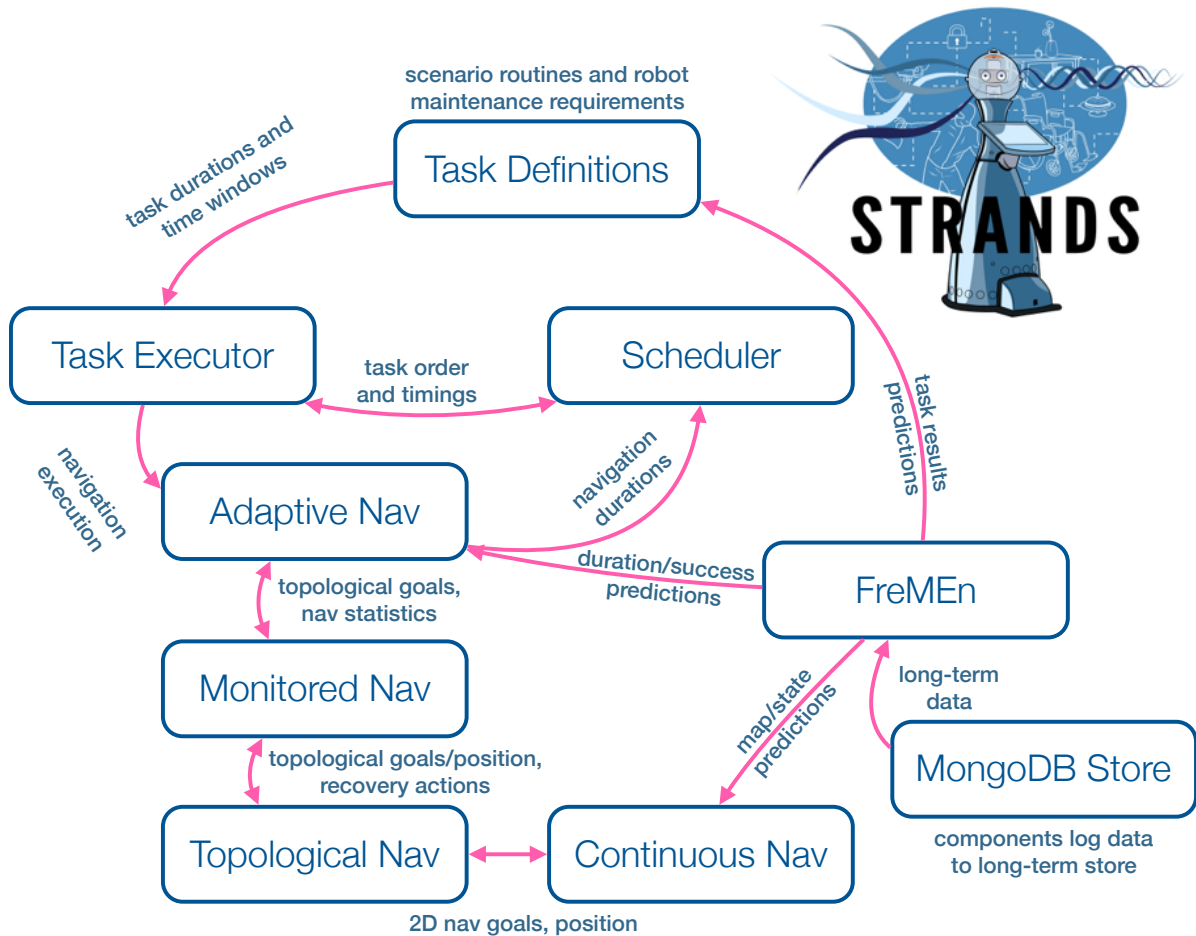 scenario routines and robot
maintenance requirements
Task Definitions
STRANDS
task durations and
time windows
Task Executor
task order
and timings
Scheduler
task results
predictions
navigation
execution
Adaptive Nav
navigation
durations
duration/success
predictions
FreMEn
topological goals,
nav statistics
Monitored Nav
map/state
predictions
long-term
data
MongoDB Store
components log data
to long-term store
topological goals/position,
recovery actions
Topological Nav
Continuous Nav
2D nav goals, position